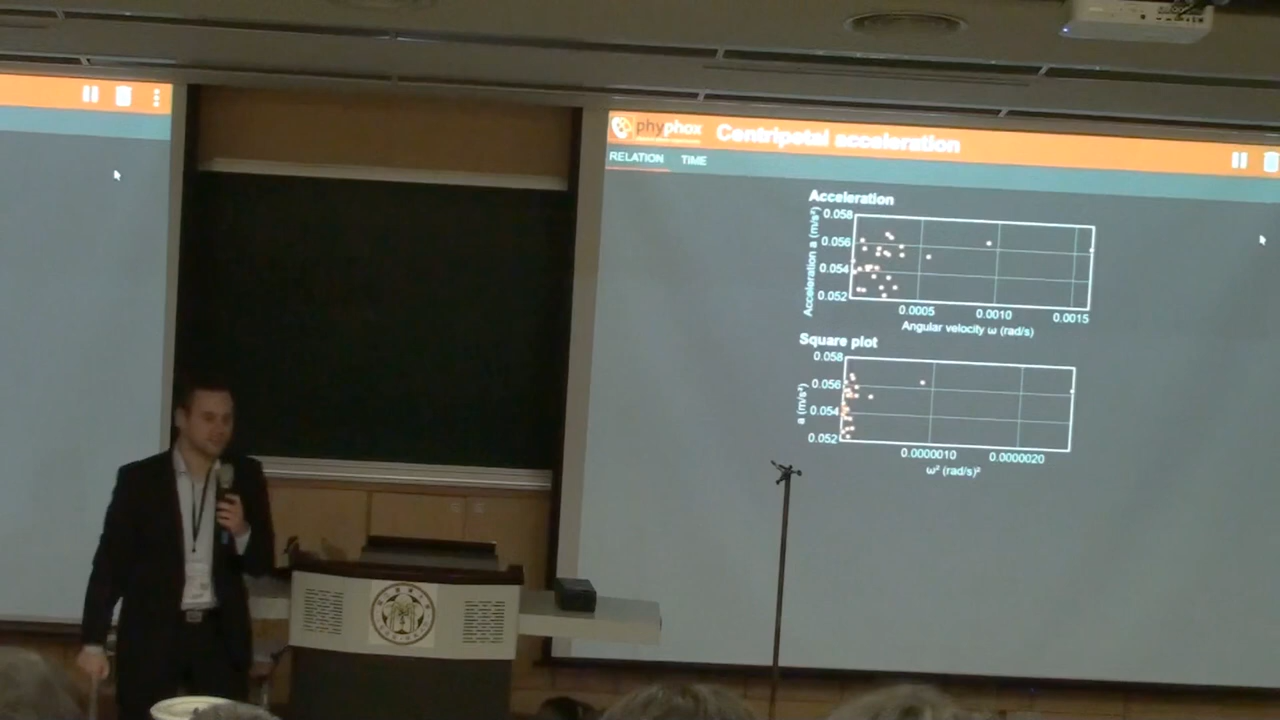 phyphox Centripetal acceleration
RELATION TIME
Acceleration
Acceleration a (m/s²)
0.058
0.056
0.054
0.052
0.0005 0.0010 0.0015
Angular velocity ω (rad/s)
Square plot
a (m/s²)
0.058
0.056
0.054
0.052
0.0000010 0.0000020
ω² (rad/s)²